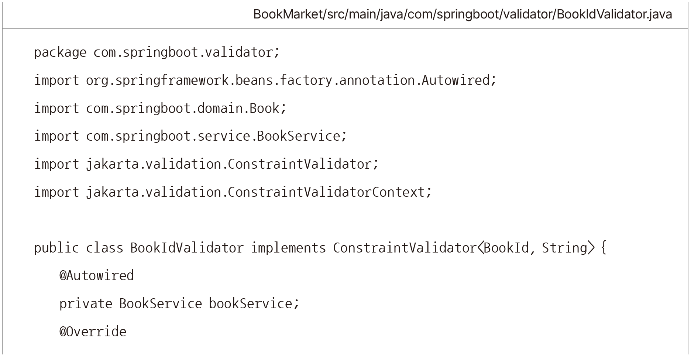 BookMarket/src/main/java/com/springboot/validator/BookIdValidator.java
package com.springboot.validator;
import org.springframework.beans.factory.annotation.Autowired;
import com.springboot.domain.Book;
import com.springboot.service.BookService;
import jakarta.validation.ConstraintValidator;
import jakarta.validation.ConstraintValidatorContext;
public class BookIdValidator implements ConstraintValidator<BookId, String> {
@Autowired
private BookService bookService;
@Override